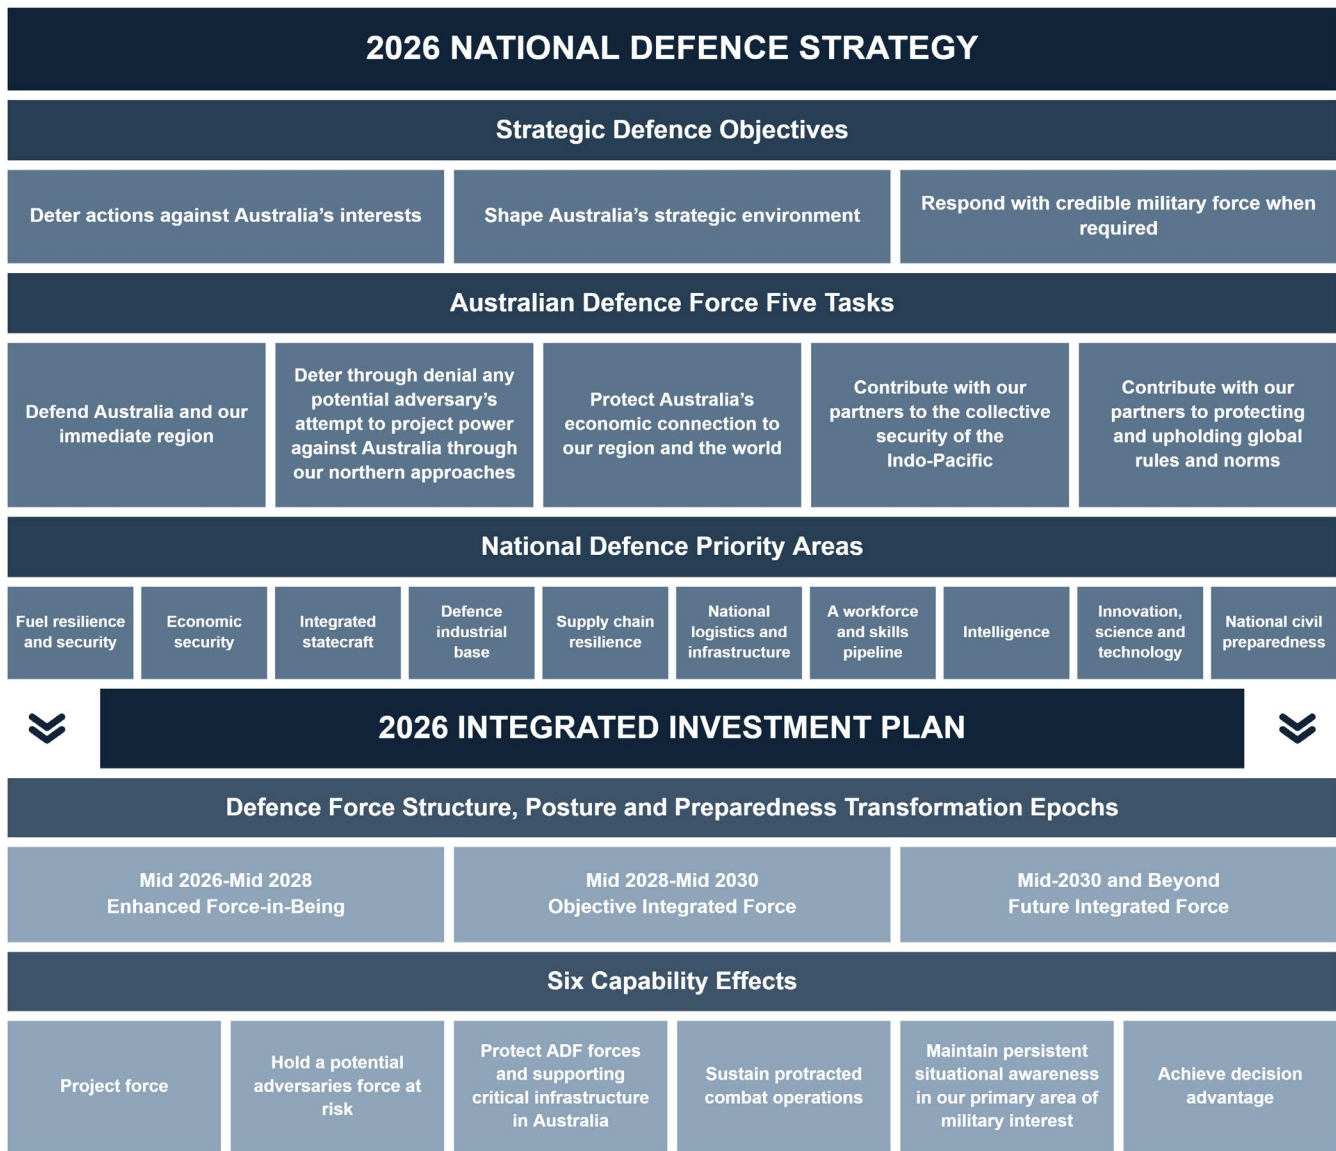 2026 NATIONAL DEFENCE STRATEGY
Strategic Defence Objectives
Deter actions against Australia’s interests
Shape Australia’s strategic environment
Respond with credible military force when
required
Australian Defence Force Five Tasks
Defend Australia and our
immediate region
Deter through denial any
potential adversary’s
attempt to project power
against Australia through
our northern approaches
Protect Australia’s
economic connection to
our region and the world
Contribute with our
partners to the collective
security of the
Indo-Pacific
Contribute with our
partners to protecting
and upholding global
rules and norms
National Defence Priority Areas
Fuel resilience
and security
Economic
security
Integrated
statecraft
Defence
industrial
base
Supply chain
resilience
National
logistics and
infrastructure
A workforce
and skills
pipeline
Intelligence
Innovation,
science and
technology
National civil
preparedness
2026 INTEGRATED INVESTMENT PLAN
Defence Force Structure, Posture and Preparedness Transformation Epochs
Mid 2026-Mid 2028
Enhanced Force-in-Being
Mid 2028-Mid 2030
Objective Integrated Force
Mid-2030 and Beyond
Future Integrated Force
Six Capability Effects
Project force
Hold a potential
adversaries force at
risk
Protect ADF forces
and supporting
critical infrastructure
in Australia
Sustain protracted
combat operations
Maintain persistent
situational awareness
in our primary area of
military interest
Achieve decision
advantage